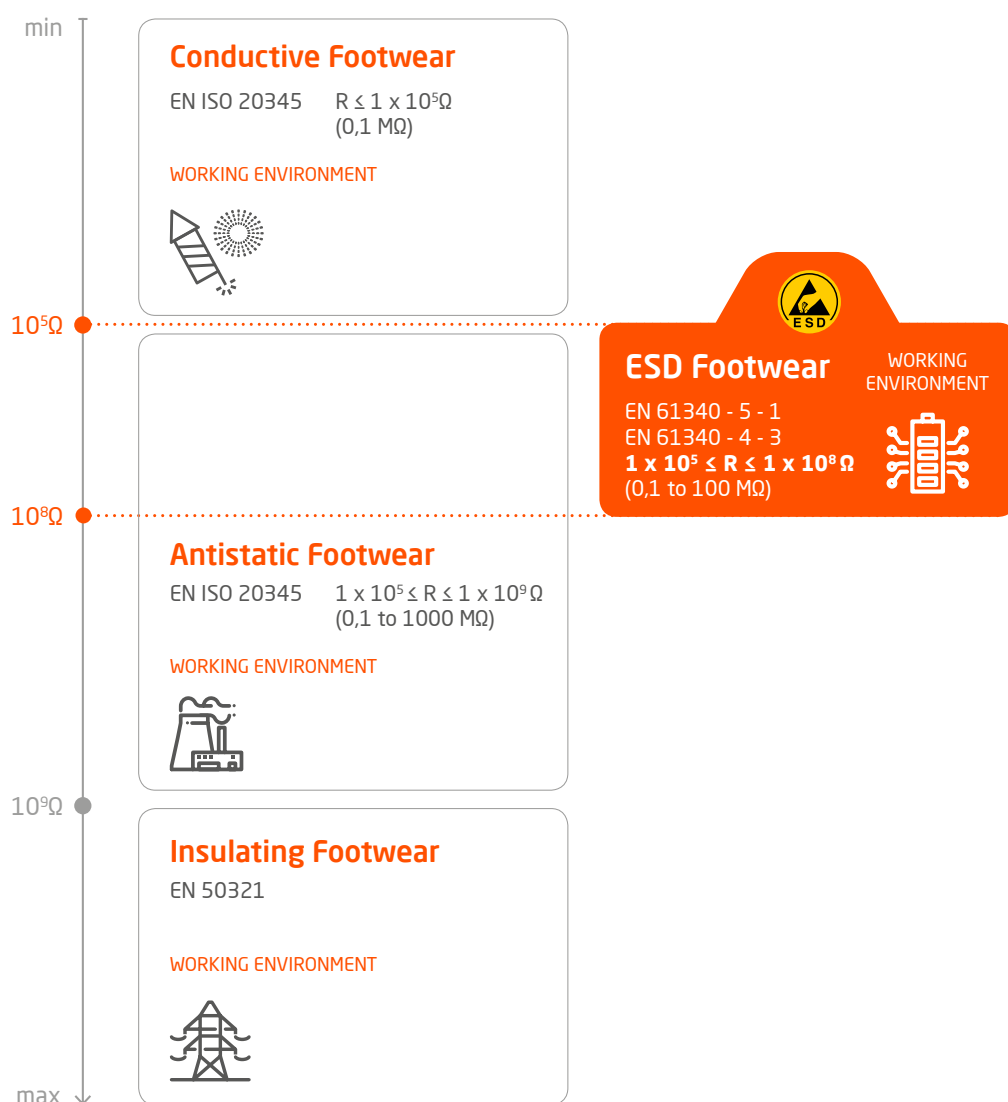 min
Conductive Footwear
EN ISO 20345 R ≤ 1 x 10⁵Ω
(0,1 MΩ)
WORKING ENVIRONMENT
10⁵Ω
ESD
ESD Footwear
WORKING
ENVIRONMENT
EN 61340 - 5 - 1
EN 61340 - 4 - 3
1 x 10⁵ ≤ R ≤ 1 x 10⁸ Ω
(0,1 to 100 MΩ)
10⁸Ω
Antistatic Footwear
EN ISO 20345 1 x 10⁵ ≤ R ≤ 1 x 10⁹ Ω
(0,1 to 1000 MΩ)
WORKING ENVIRONMENT
10⁹Ω
Insulating Footwear
EN 50321
WORKING ENVIRONMENT
max